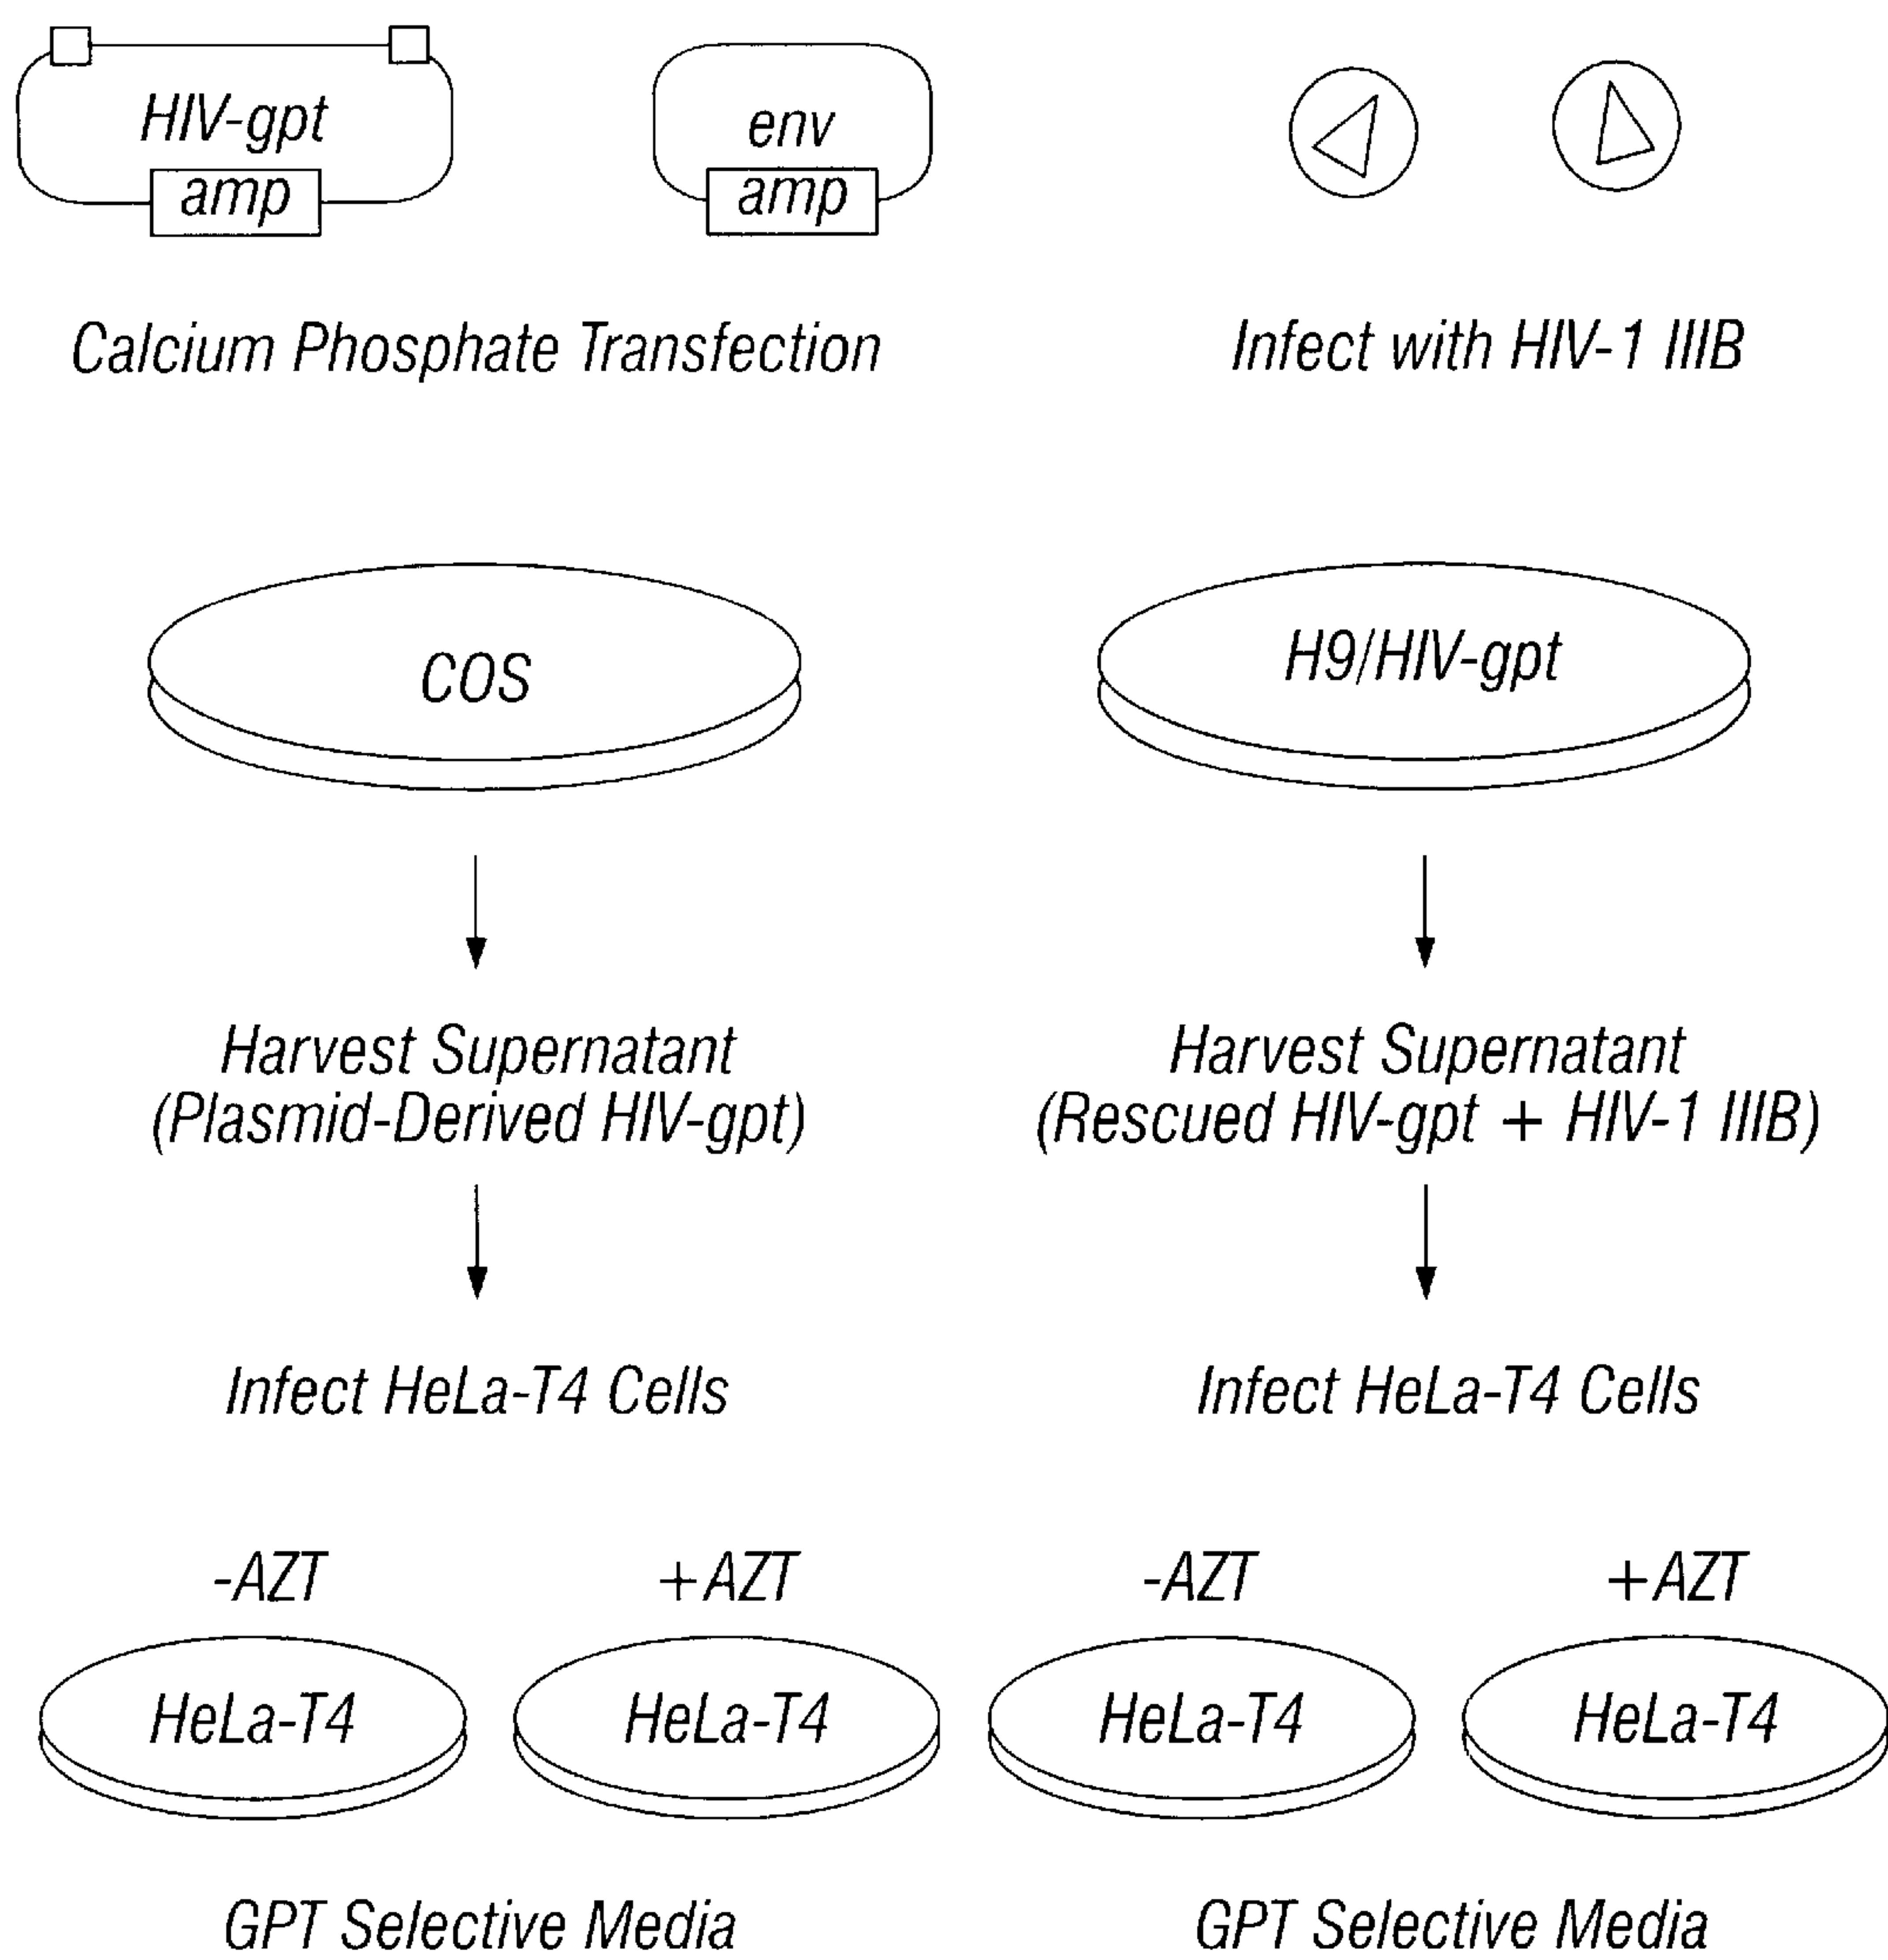 HIV-gpt
amp
env
amp
Calcium Phosphate Transfection
Infect with HIV-1 IIIB
COS
H9/HIV-gpt
Harvest Supernatant
(Plasmid-Derived HIV-gpt)
Harvest Supernatant
(Rescued HIV-gpt + HIV-1 IIIB)
Infect HeLa-T4 Cells
Infect HeLa-T4 Cells
-AZT
+AZT
-AZT
+AZT
HeLa-T4
HeLa-T4
HeLa-T4
HeLa-T4
GPT Selective Media
GPT Selective Media